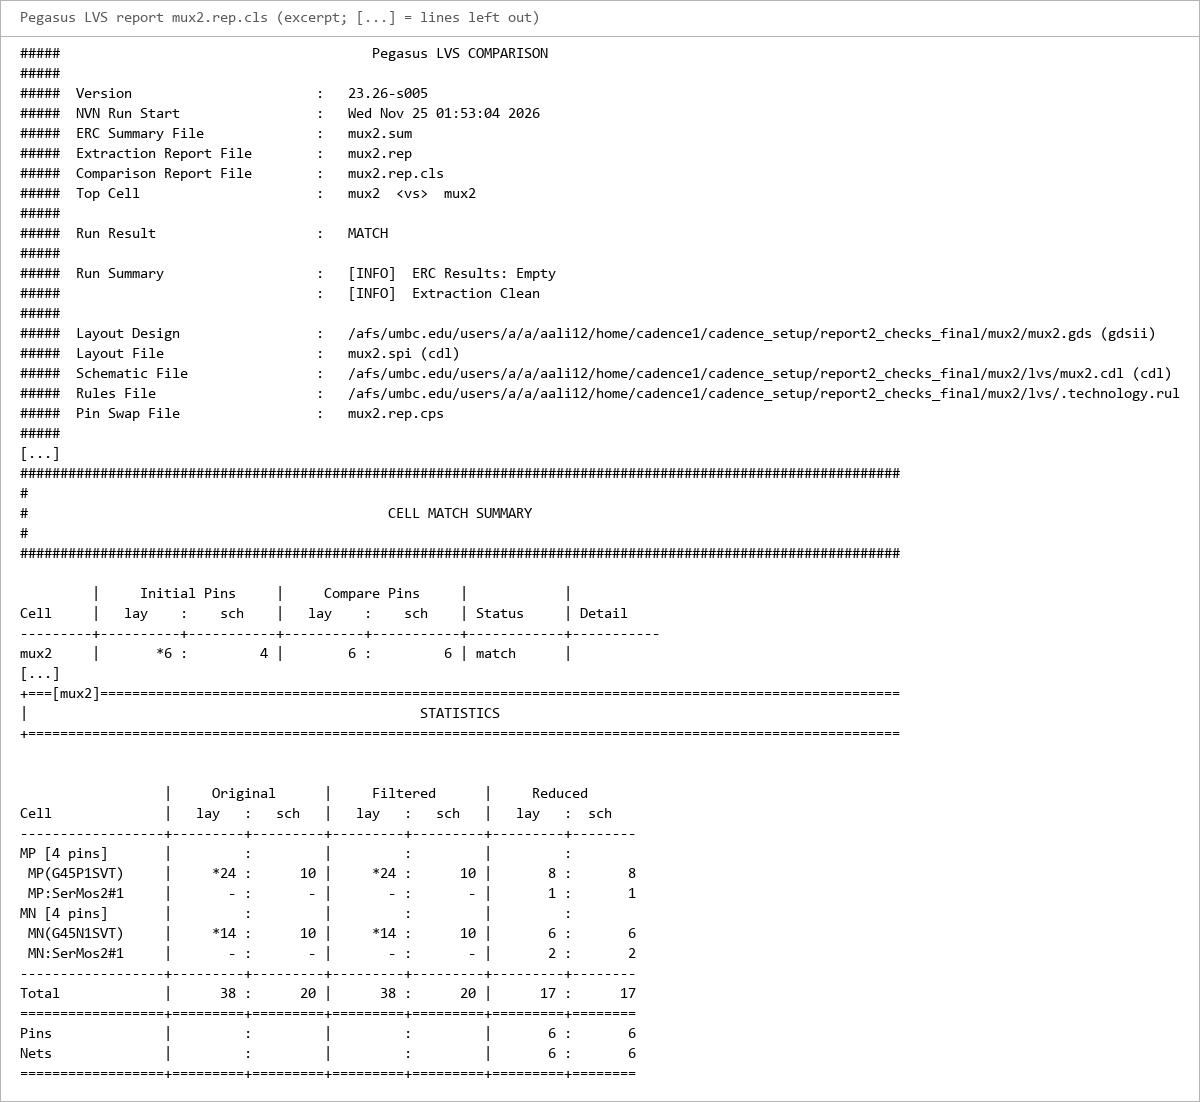 Pegasus LVS report mux2.rep.cls (excerpt; [...] = lines left out)
#####                                       Pegasus LVS COMPARISON
#####
#####  Version                       :   23.26-s005
#####  NVN Run Start                 :   Wed Nov 25 01:53:04 2026
#####  ERC Summary File              :   mux2.sum
#####  Extraction Report File        :   mux2.rep
#####  Comparison Report File        :   mux2.rep.cls
#####  Top Cell                      :   mux2  <vs>  mux2
#####
#####  Run Result                    :   MATCH
#####
#####  Run Summary                   :   [INFO]  ERC Results: Empty
#####                                :   [INFO]  Extraction Clean
#####
#####  Layout Design                 :   /afs/umbc.edu/users/a/a/aali12/home/cadence1/cadence_setup/report2_checks_final/mux2/mux2.gds (gdsii)
#####  Layout File                   :   mux2.spi (cdl)
#####  Schematic File                :   /afs/umbc.edu/users/a/a/aali12/home/cadence1/cadence_setup/report2_checks_final/mux2/lvs/mux2.cdl (cdl)
#####  Rules File                    :   /afs/umbc.edu/users/a/a/aali12/home/cadence1/cadence_setup/report2_checks_final/mux2/lvs/.technology.rul
#####  Pin Swap File                 :   mux2.rep.cps
#####
[...]
##############################################################################################################
#
#                                             CELL MATCH SUMMARY
#
##############################################################################################################

         |     Initial Pins     |     Compare Pins     |            |
Cell     |   lay    :    sch    |   lay    :    sch    | Status     | Detail
---------+----------+-----------+----------+-----------+------------+-----------
mux2     |       *6 :         4 |        6 :         6 | match      |
[...]
+===[mux2]====================================================================================================
|                                                 STATISTICS
+=============================================================================================================

                  |     Original      |     Filtered      |     Reduced
Cell              |   lay   :   sch   |   lay   :   sch   |   lay   :  sch
------------------+---------+---------+---------+---------+---------+--------
MP [4 pins]       |         :         |         :         |         :
 MP(G45P1SVT)     |     *24 :      10 |     *24 :      10 |       8 :       8
 MP:SerMos2#1     |       - :       - |       - :       - |       1 :       1
MN [4 pins]       |         :         |         :         |         :
 MN(G45N1SVT)     |     *14 :      10 |     *14 :      10 |       6 :       6
 MN:SerMos2#1     |       - :       - |       - :       - |       2 :       2
------------------+---------+---------+---------+---------+---------+--------
Total             |      38 :      20 |      38 :      20 |      17 :      17
==================+=========+=========+=========+=========+=========+========
Pins              |         :         |         :         |       6 :       6
Nets              |         :         |         :         |       6 :       6
==================+=========+=========+=========+=========+=========+========